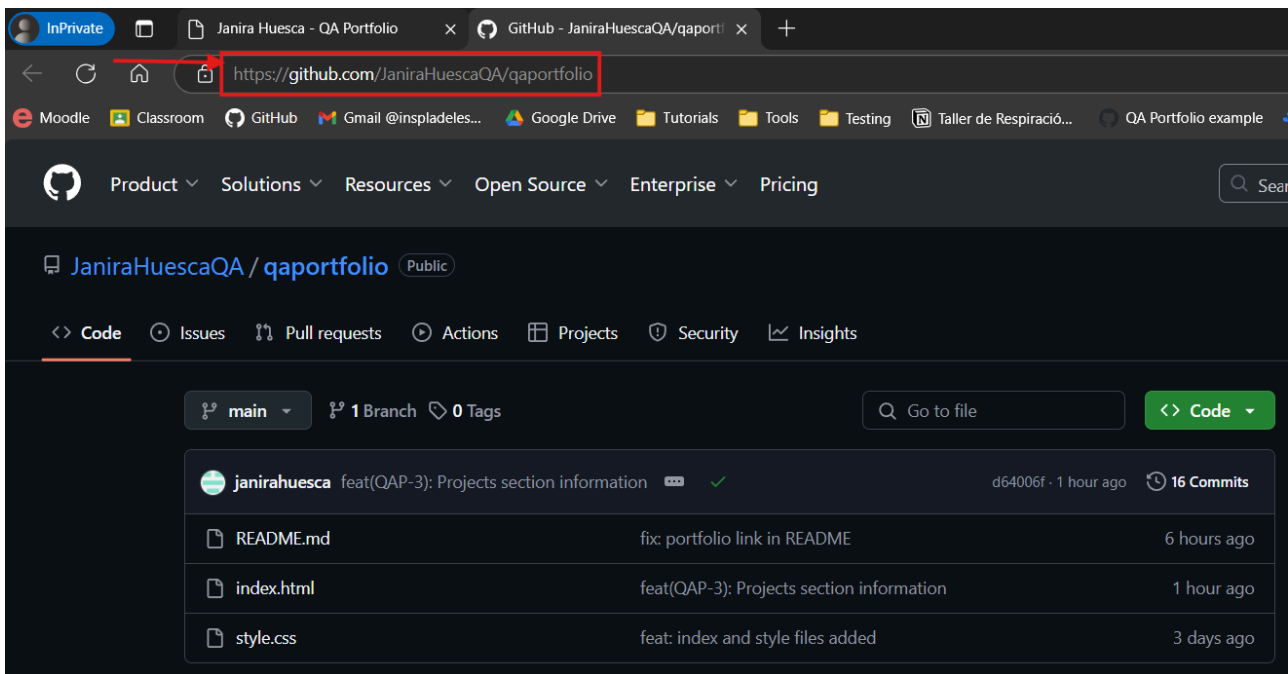 InPrivate Janira Huesca - QA Portfolio GitHub - JaniraHuescaQA/qaportf
https://github.com/JaniraHuescaQA/qaportfolio
Moodle Classroom GitHub Gmail @inspladeles... Google Drive Tutorials Tools Testing Taller de Respiració... QA Portfolio example
Product Solutions Resources Open Source Enterprise Pricing Sear
JaniraHuescaQA / qaportfolio Public
Code Issues Pull requests Actions Projects Security Insights
main 1 Branch 0 Tags Go to file Code
janirahuesca feat(QAP-3): Projects section information d64006f · 1 hour ago 16 Commits
README.md fix: portfolio link in README 6 hours ago
index.html feat(QAP-3): Projects section information 1 hour ago
style.css feat: index and style files added 3 days ago